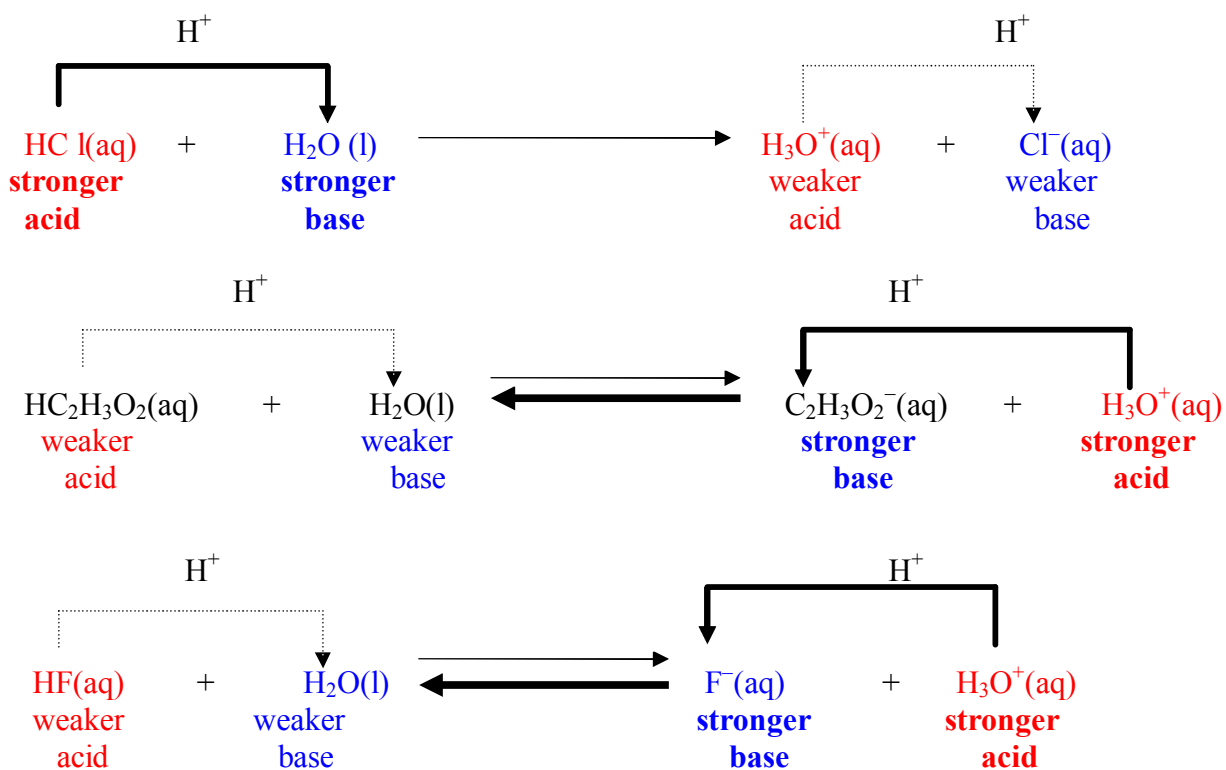 H⁺ H⁺
HC l(aq) + H₂O (l) H₃O⁺(aq) + Cl⁻(aq)
stronger stronger weaker weaker
acid base acid base
H⁺ H⁺
HC₂H₃O₂(aq) + H₂O(l) C₂H₃O₂⁻(aq) + H₃O⁺(aq)
weaker weaker stronger stronger
acid base base acid
H⁺ H⁺
HF(aq) + H₂O(l) F⁻(aq) + H₃O⁺(aq)
weaker weaker stronger stronger
acid base base acid